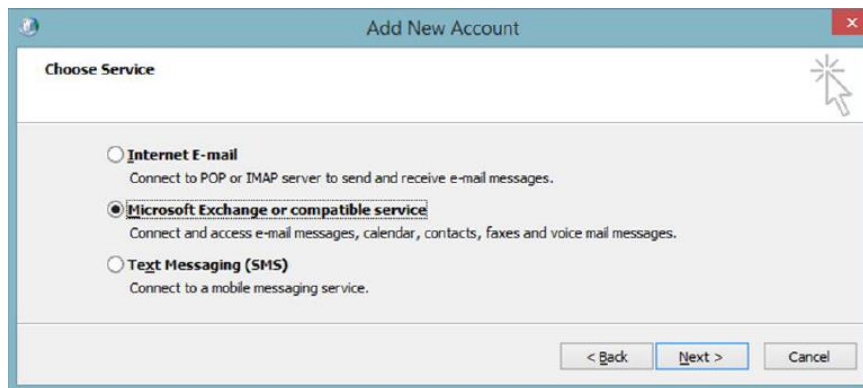 Add New Account
Choose Service
Internet E-mail
Connect to POP or IMAP server to send and receive e-mail messages.
Microsoft Exchange or compatible service
Connect and access e-mail messages, calendar, contacts, faxes and voice mail messages.
Text Messaging (SMS)
Connect to a mobile messaging service.
< Back Next > Cancel